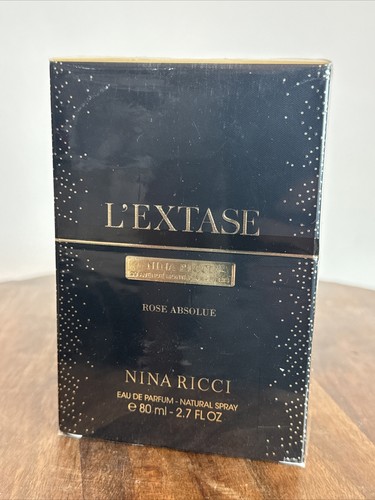 L'EXTASE
ROSE ABSOLUE
NINA RICCI
EAU DE PARFUM - NATURAL SPRAY
e 80 ml - 2.7 FL OZ